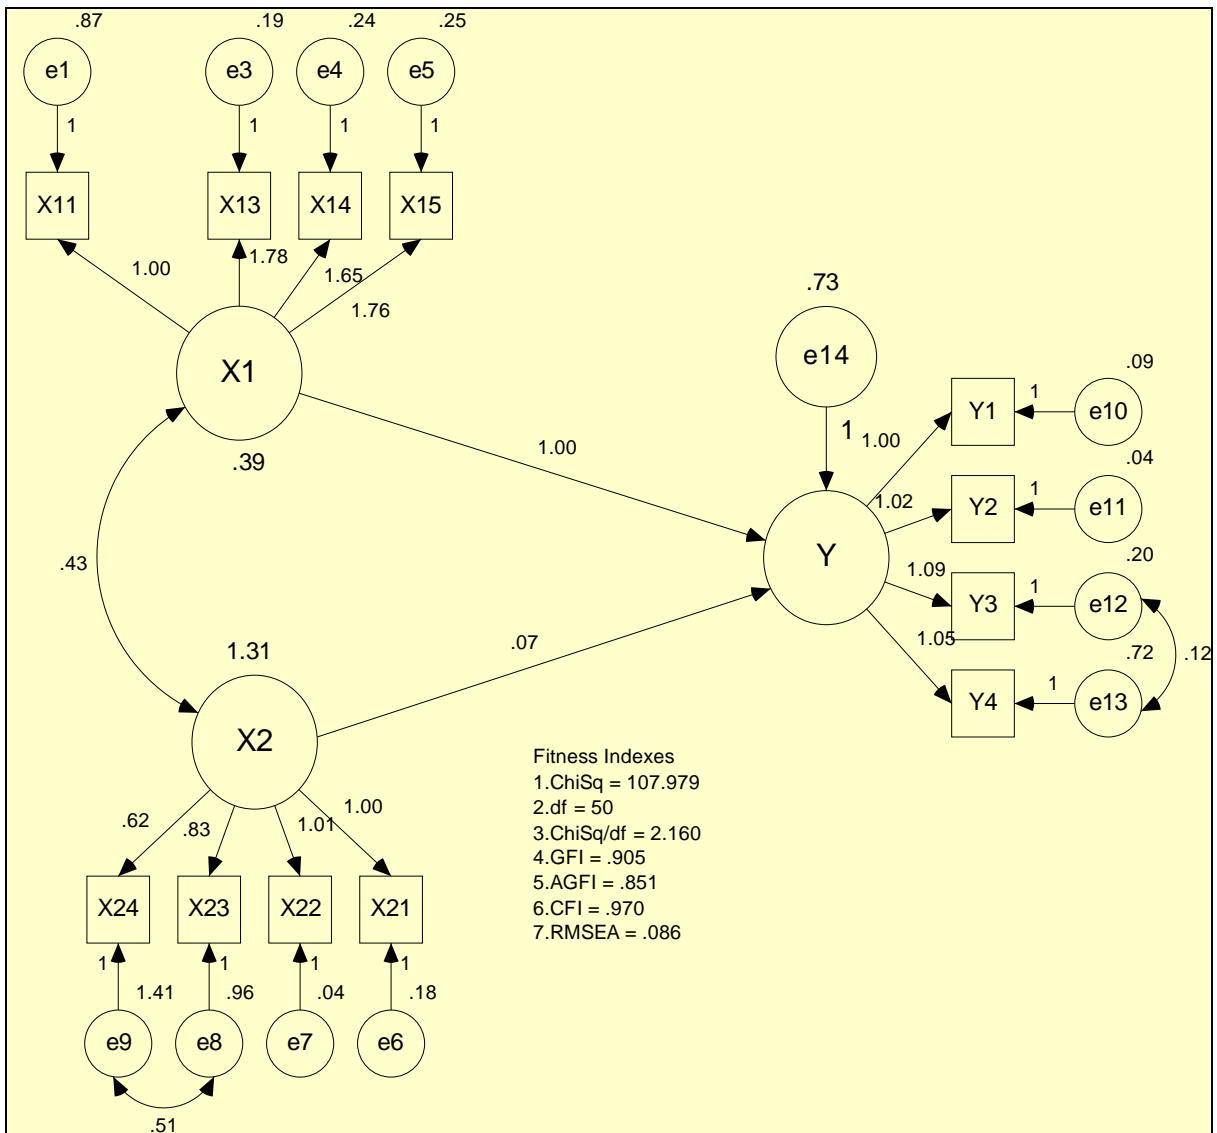 .87
.19
.24
.25
e1
e3
e4
e5
1
1
1
1
X11
X13
X14
X15
1.00
1.78
1.65
1.76
X1
.39
.73
e14
1
1.00
.09
Y1
1
e10
1.00
.04
1.02
Y2
1
e11
Y
.20
1.09
Y3
1
e12
1.05
.72
.12
Y4
1
e13
.43
.07
1.31
X2
Fitness Indexes
1.ChiSq = 107.979
2.df = 50
3.ChiSq/df = 2.160
4.GFI = .905
5.AGFI = .851
6.CFI = .970
7.RMSEA = .086
.62
.83
1.01
1.00
X24
X23
X22
X21
1
1
1
1
1.41
.96
.04
.18
e9
e8
e7
e6
.51